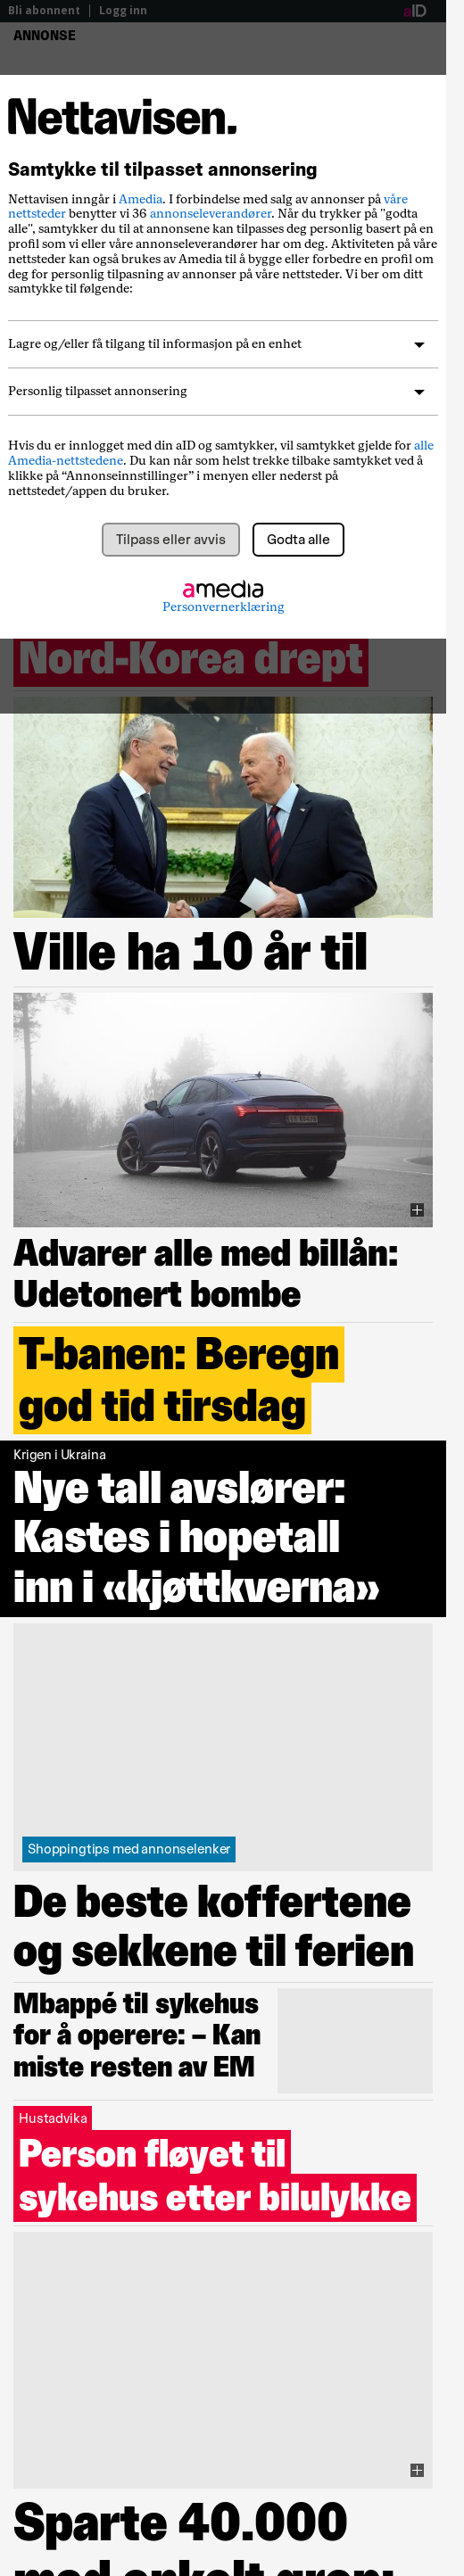 Bli abonnent | Logg inn
aID
ANNONSE
Nettavisen.
Samtykke til tilpasset annonsering
Nettavisen inngår i Amedia. I forbindelse med salg av annonser på våre
nettsteder benytter vi 36 annonseleverandører. Når du trykker på "godta
alle", samtykker du til at annonsene kan tilpasses deg personlig basert på en
profil som vi eller våre annonseleverandører har om deg. Aktiviteten på våre
nettsteder kan også brukes av Amedia til å bygge eller forbedre en profil om
deg for personlig tilpasning av annonser på våre nettsteder. Vi ber om ditt
samtykke til følgende:
Lagre og/eller få tilgang til informasjon på en enhet
Personlig tilpasset annonsering
Hvis du er innlogget med din aID og samtykker, vil samtykket gjelde for alle
Amedia-nettstedene. Du kan når som helst trekke tilbake samtykket ved å
klikke på “Annonseinnstillinger” i menyen eller nederst på
nettstedet/appen du bruker.
Tilpass eller avvis
Godta alle
amedia
Personvernerklæring
Nord-Korea drept
Ville ha 10 år til
Advarer alle med billån:
Udetonert bombe
T-banen: Beregn
god tid tirsdag
Krigen i Ukraina
Nye tall avslører:
Kastes i hopetall
inn i «kjøttkverna»
Shoppingtips med annonselenker
De beste koffertene
og sekkene til ferien
Mbappé til sykehus
for å operere: – Kan
miste resten av EM
Hustadvika
Person fløyet til
sykehus etter bilulykke
Sparte 40.000